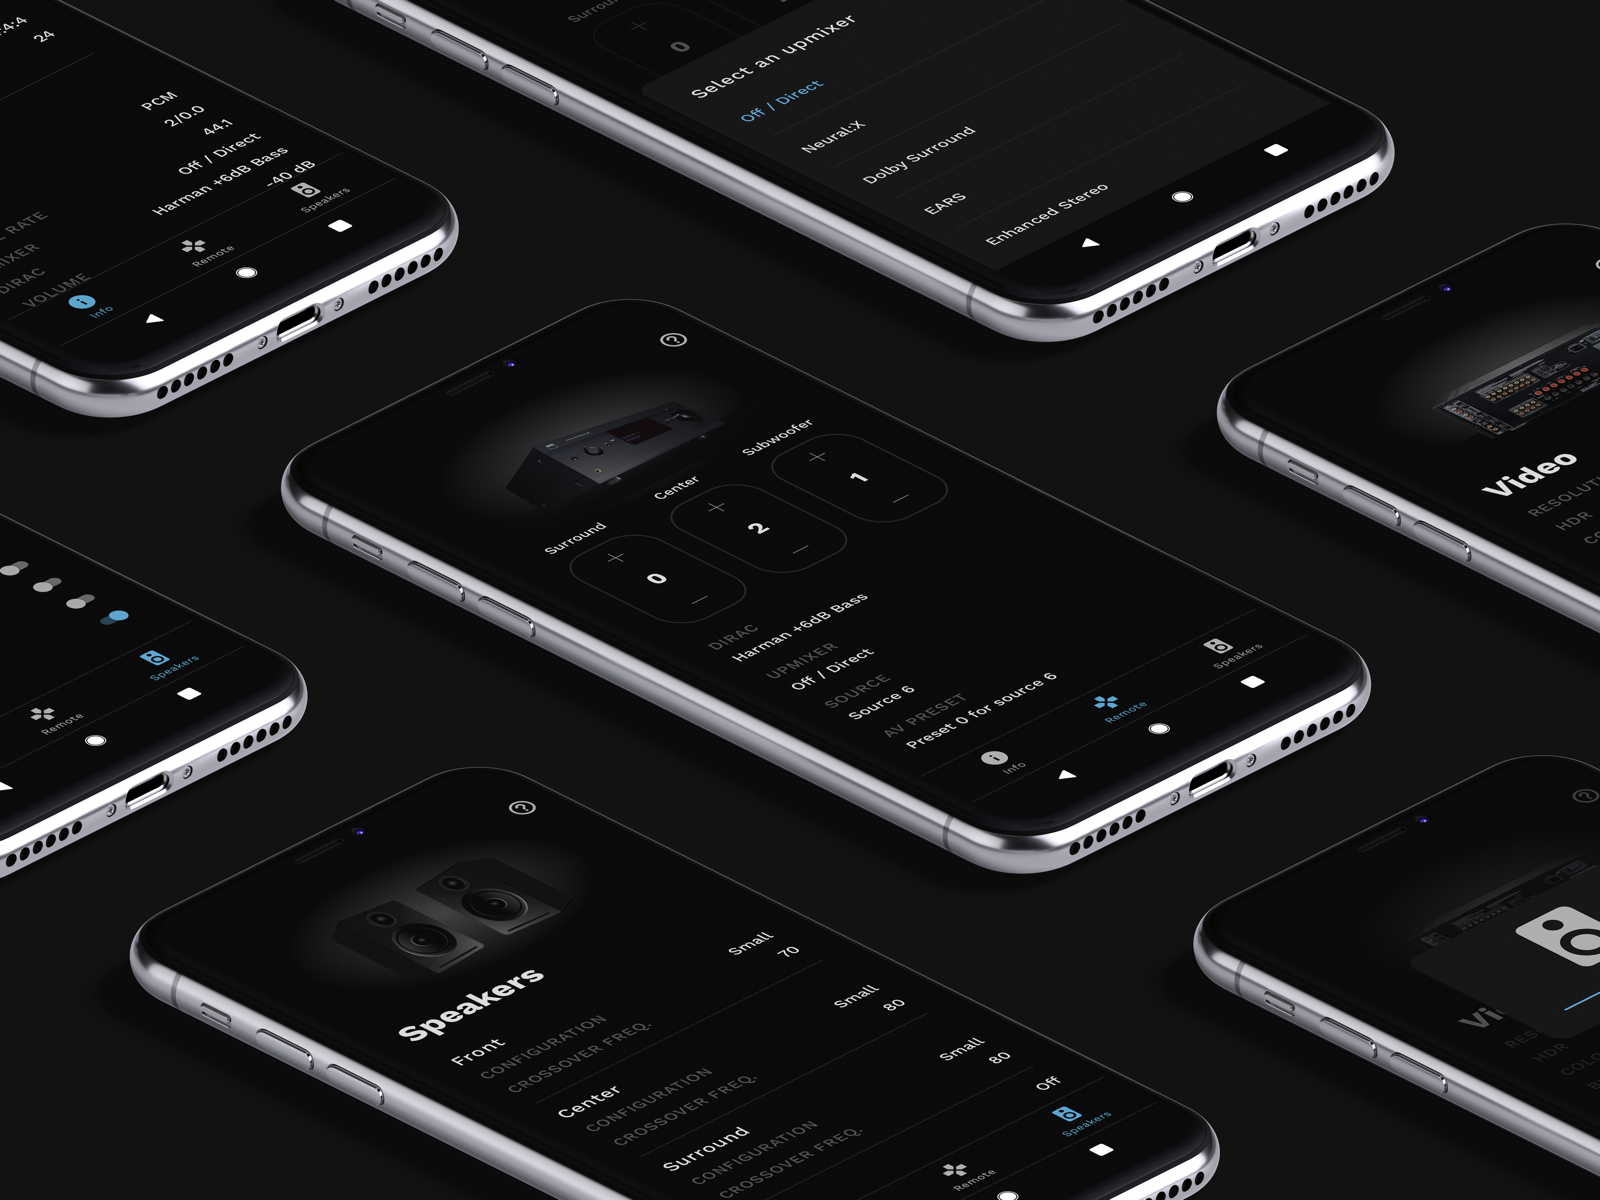 :4:4
24
PCM
2/0.0
44.1
Off / Direct
Harman +6dB Bass
-40 dB
RATE
MIXER
DIRAC
VOLUME
Info
Remote
Speakers
Surrou
0
Select an upmixer
Off / Direct
Neural:X
Dolby Surround
EARS
Enhanced Stereo
Surround
Center
Subwoofer
0
2
1
DIRAC
Harman +6dB Bass
UPMIXER
Off / Direct
SOURCE
Source 6
AV PRESET
Preset 0 for source 6
Info
Remote
Speakers
Video
RESOLUTI
HDR
CO
Remote
Speakers
Speakers
Front
CONFIGURATION
Small
CROSSOVER FREQ.
70
Center
CONFIGURATION
Small
CROSSOVER FREQ.
80
Surround
CONFIGURATION
Small
CROSSOVER FREQ.
80
Off
Remote
Speakers
Vi
RES
HDR
COLO